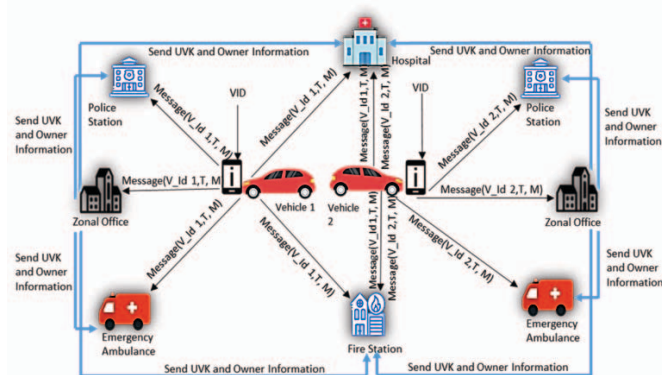 Send UVK and Owner Information
Send UVK and Owner Information
Hospital
Police
Station
VID
VID
Police
Station
Send UVK
and Owner
Information
Send UVK
and Owner
Information
Message(V_Id 1,T, M)
Message(V_Id 1,T, M)
Message(V_Id1,T, M)
Message(V_Id 2,T, M)
Message(V_Id 2,T, M)
Message(V_Id 1,T, M
Message(V_Id 2,T, M)
Zonal Office
Vehicle 1
Vehicle
2
Zonal Office
Message(V_Id 1,T, M)
Message(V_Id 1,T, M)
Message(V_Id1,T, M)
Message(V_Id 2,T, M)
Message(V_Id 2,T, M)
Send UVK
and Owner
Information
Send UVK
and Owner
Information
Emergency
Ambulance
Fire Station
Emergency
Ambulance
Send UVK and Owner Information
Send UVK and Owner Information